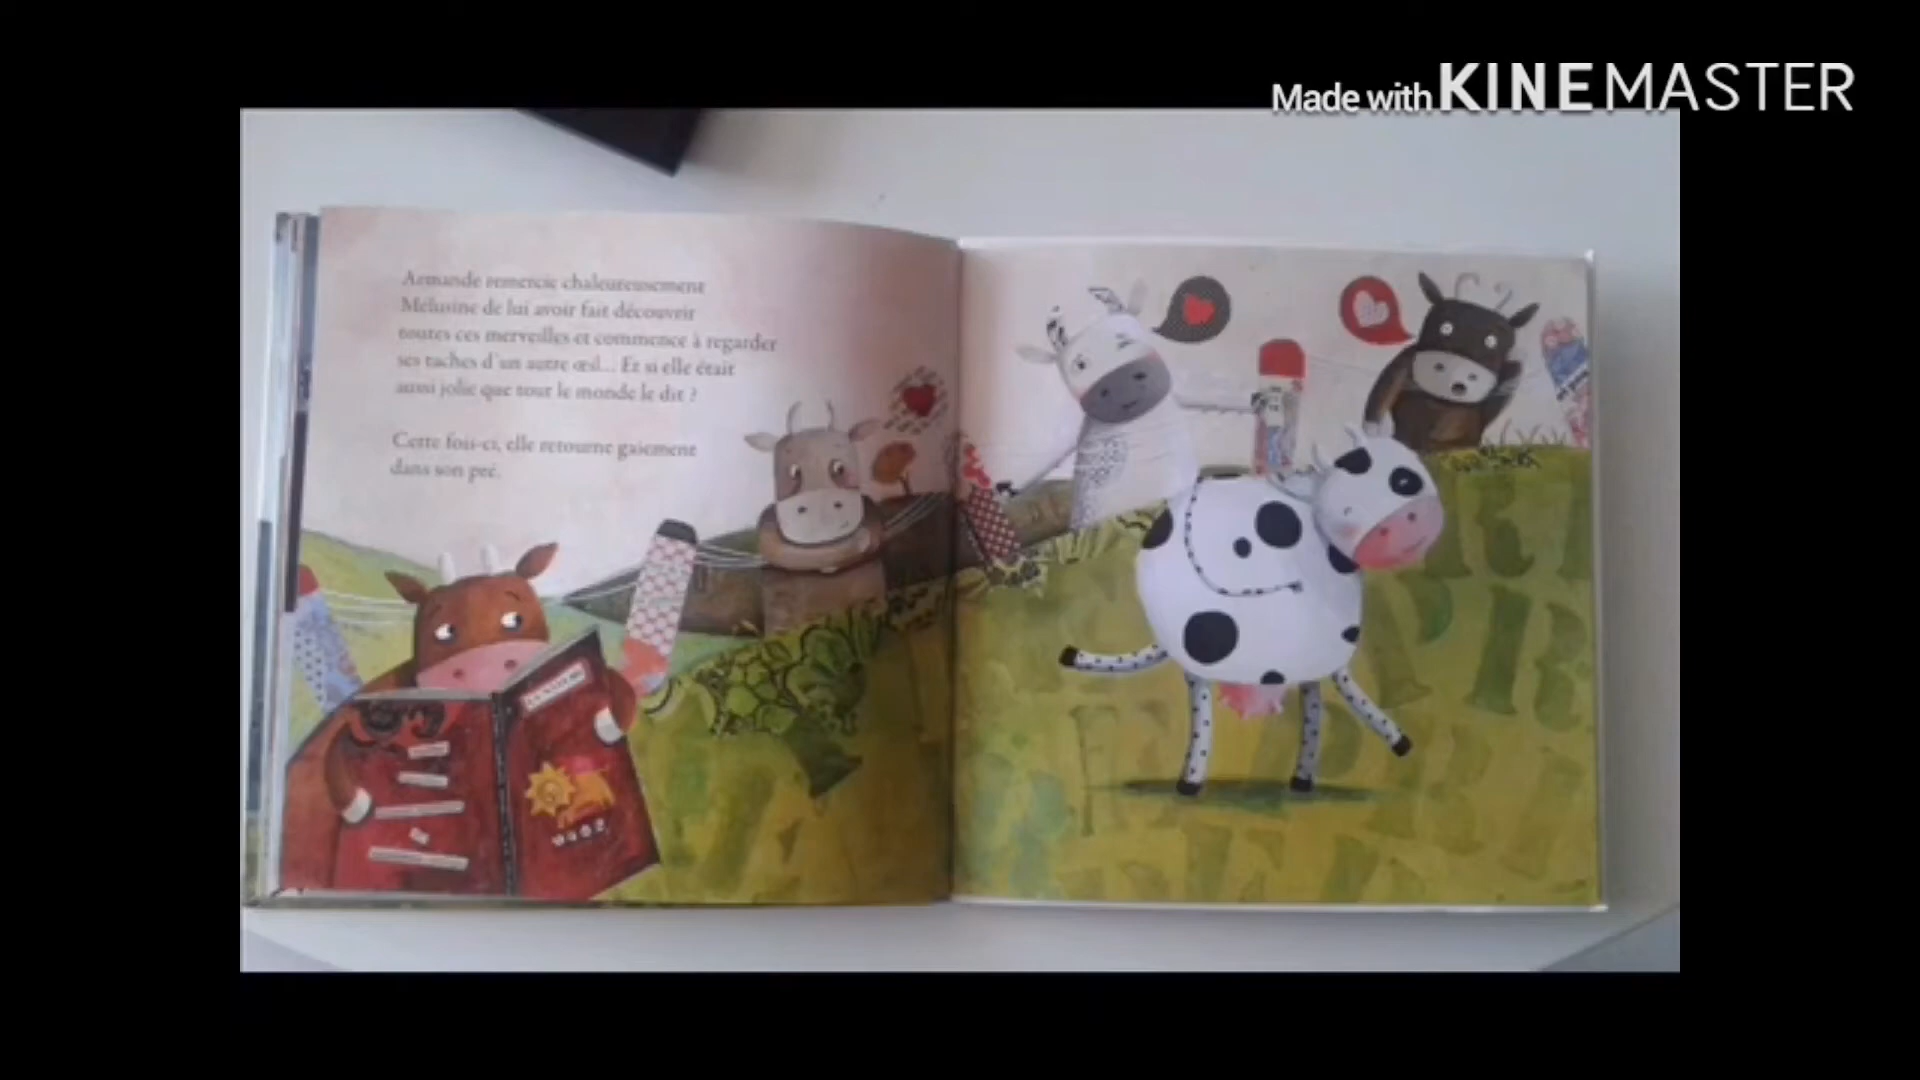 Made with KINEMASTER
Armande remercie chaleureusement
Mélusine de lui avoir fait découvrir
toutes ces merveilles et commence à regarder
ses taches d'un autre œil... Et si elle était
aussi jolie que tout le monde le dit ?
Cette fois-ci, elle retourne gaiement
dans son pré.